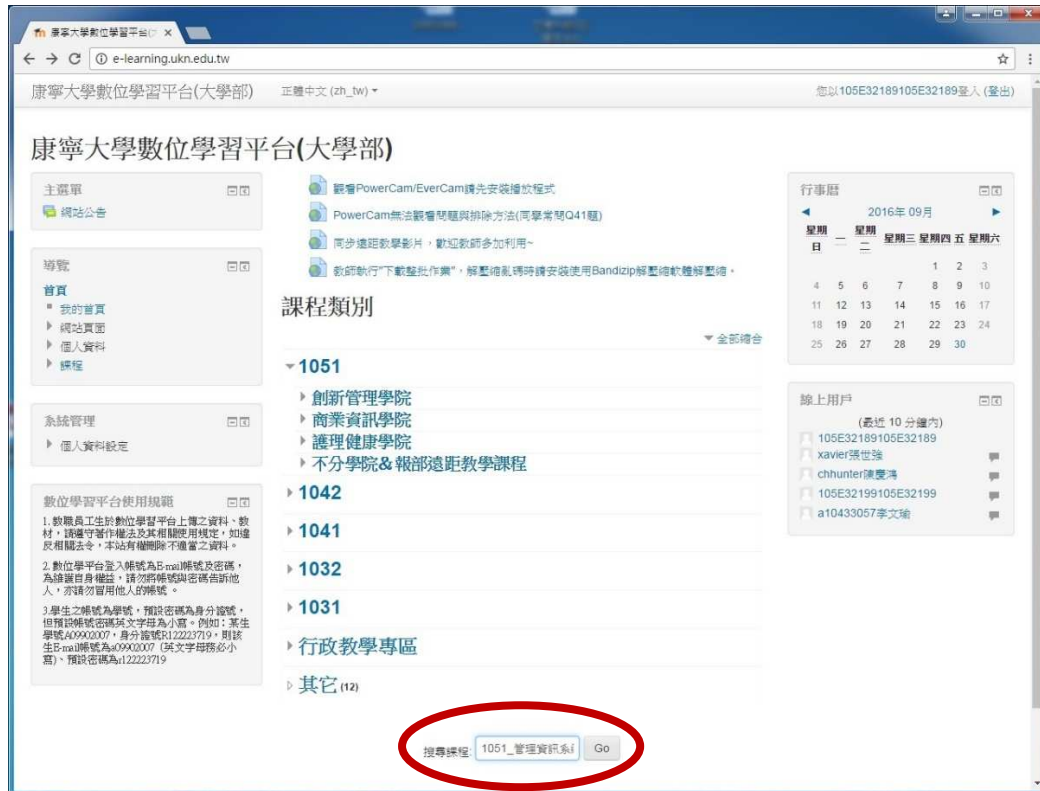 康寧大學數位學習平台(
e-learning.ukn.edu.tw
康寧大學數位學習平台(大學部)
正體中文 (zh_tw)
您以105E32189105E32189登入 (登出)
康寧大學數位學習平台(大學部)
主選單
網站公告
導覽
首頁
我的首頁
網站頁面
個人資料
課程
系統管理
個人資料設定
數位學習平台使用規範
1.教職員工生於數位學習平台上傳之資料、教
材,請遵守著作權法及其相關使用規定,如違
反相關法令,本站有權刪除不適當之資料。
2.數位學平台登入帳號為E-mail帳號及密碼,
為維護自身權益,請勿將帳號與密碼告訴他
人,亦請勿冒用他人的帳號。
3.學生之帳號為學號,預設密碼為身分證號,
但預設帳號密碼英文字母為小寫。例如:某生
學號A09902007,身分證號R122223719,則該
生E-mail帳號為a09902007 (英文字母務必小
寫)、預設密碼為r122223719
觀看PowerCam/EverCam請先安裝播放程式
PowerCam無法觀看問題與排除方法(同學常問Q41題)
同步遠距教學影片,歡迎教師多加利用~
教師執行"下載整批作業",解壓縮亂碼時請安裝使用Bandizip解壓縮軟體解壓縮。
課程類別
全部縮合
1051
創新管理學院
商業資訊學院
護理健康學院
不分學院&報部遠距教學課程
1042
1041
1032
1031
行政教學專區
其它 (12)
搜尋課程: 1051_管理資訊系 Go
行事曆
2016年 09月
星期日 一 星期二 星期三 星期四 五 星期六
1 2 3
4 5 6 7 8 9 10
11 12 13 14 15 16 17
18 19 20 21 22 23 24
25 26 27 28 29 30
線上用戶
(最近 10 分鐘內)
105E32189105E32189
xavier張世強
chhunter陳慶鴻
105E32199105E32199
a10433057李文瑜